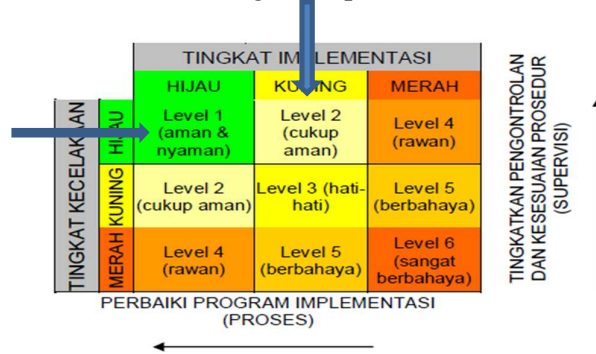 TINGKAT IMPLEMENTASI
HIJAU KUNING MERAH
TINGKAT KECELAKAAN
HIJAU
Level 1
(aman &
nyaman)
Level 2
(cukup
aman)
Level 4
(rawan)
KUNING
Level 2
(cukup aman)
Level 3 (hati-
hati)
Level 5
(berbahaya)
MERAH
Level 4
(rawan)
Level 5
(berbahaya)
Level 6
(sangat
berbahaya)
PERBAIKI PROGRAM IMPLEMENTASI
(PROSES)
TINGKATKAN PENGONTROLAN
DAN KESESUAIAN PROSEDUR
(SUPERVISI)